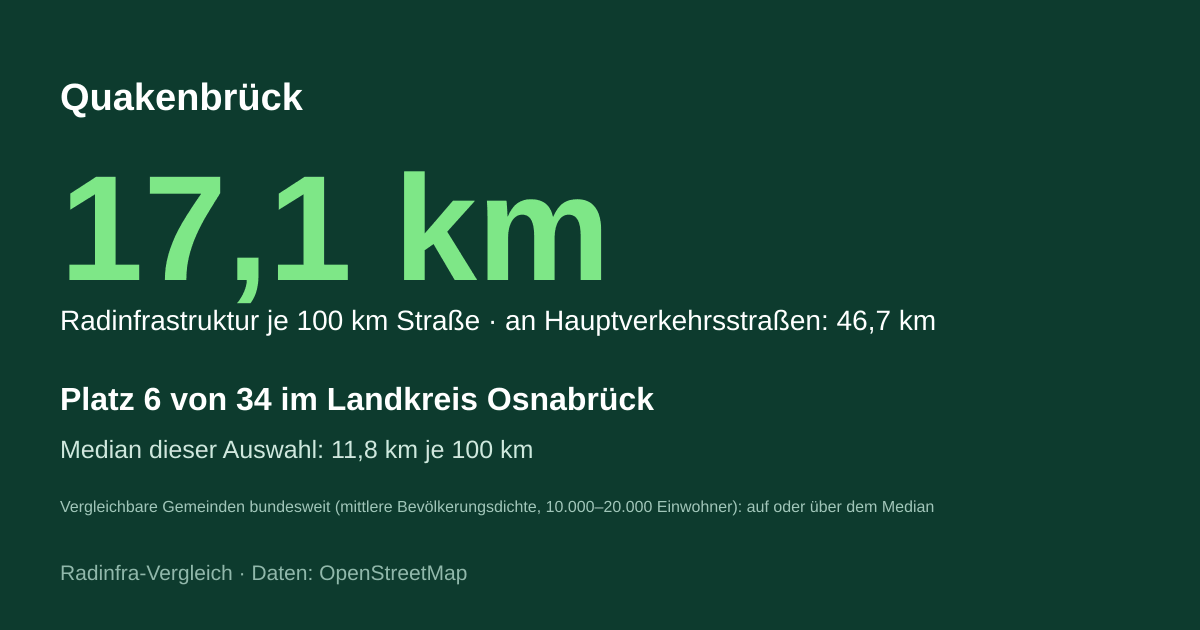 Quakenbrück
17,1 km
Radinfrastruktur je 100 km Straße · an Hauptverkehrsstraßen: 46,7 km
Platz 6 von 34 im Landkreis Osnabrück
Median dieser Auswahl: 11,8 km je 100 km
Vergleichbare Gemeinden bundesweit (mittlere Bevölkerungsdichte, 10.000–20.000 Einwohner): auf oder über dem Median
Radinfra-Vergleich · Daten: OpenStreetMap